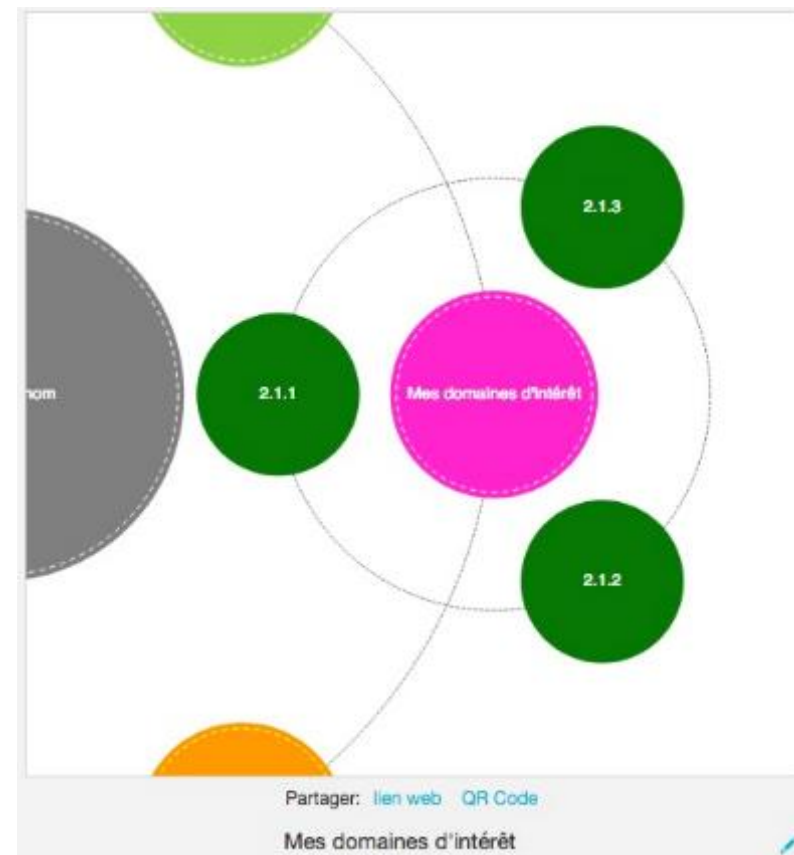 2.1.3
nom
2.1.1
Mes domaines d'intérêt
2.1.2
Partager: lien web QR Code
Mes domaines d'intérêt